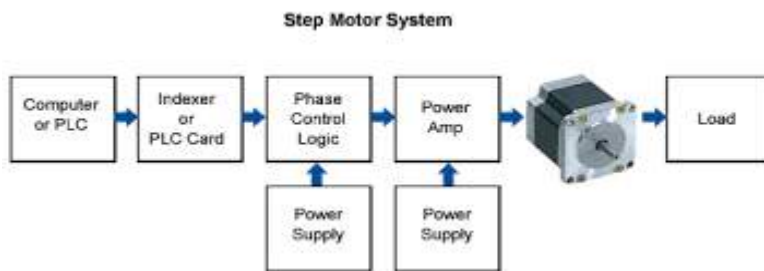 Step Motor System
Computer
or PLC
Indexer
or
PLC Card
Phase
Control
Logic
Power
Amp
Load
Power
Supply
Power
Supply